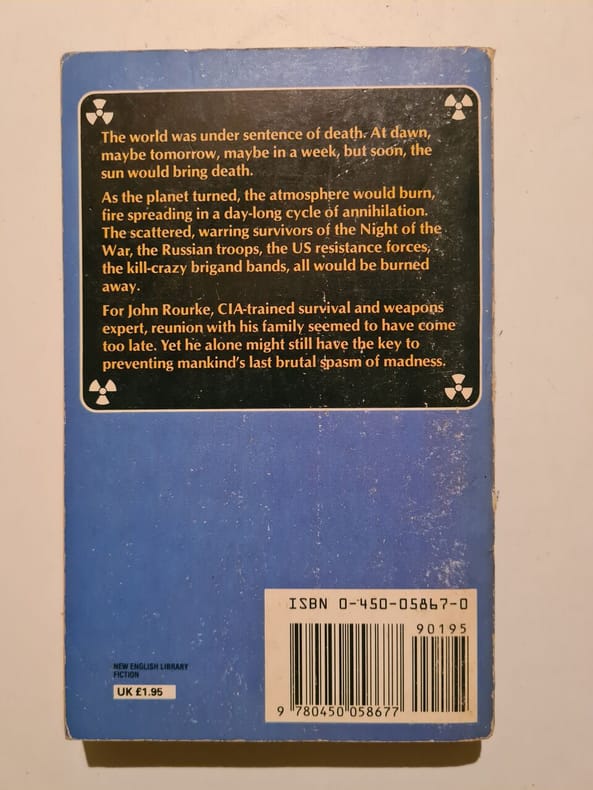 The world was under sentence of death. At dawn,
maybe tomorrow, maybe in a week, but soon, the
sun would bring death.
As the planet turned, the atmosphere would burn,
fire spreading in a day-long cycle of annihilation.
The scattered, warring survivors of the Night of the
War, the Russian troops, the US resistance forces,
the kill-crazy brigand bands, all would be burned
away.
For John Rourke, CIA-trained survival and weapons
expert, reunion with his family seemed to have come
too late. Yet he alone might still have the key to
preventing mankind's last brutal spasm of madness.
ISBN 0-450-05867-0
90195
9 780450 058677
NEW ENGLISH LIBRARY
FICTION
UK £1.95